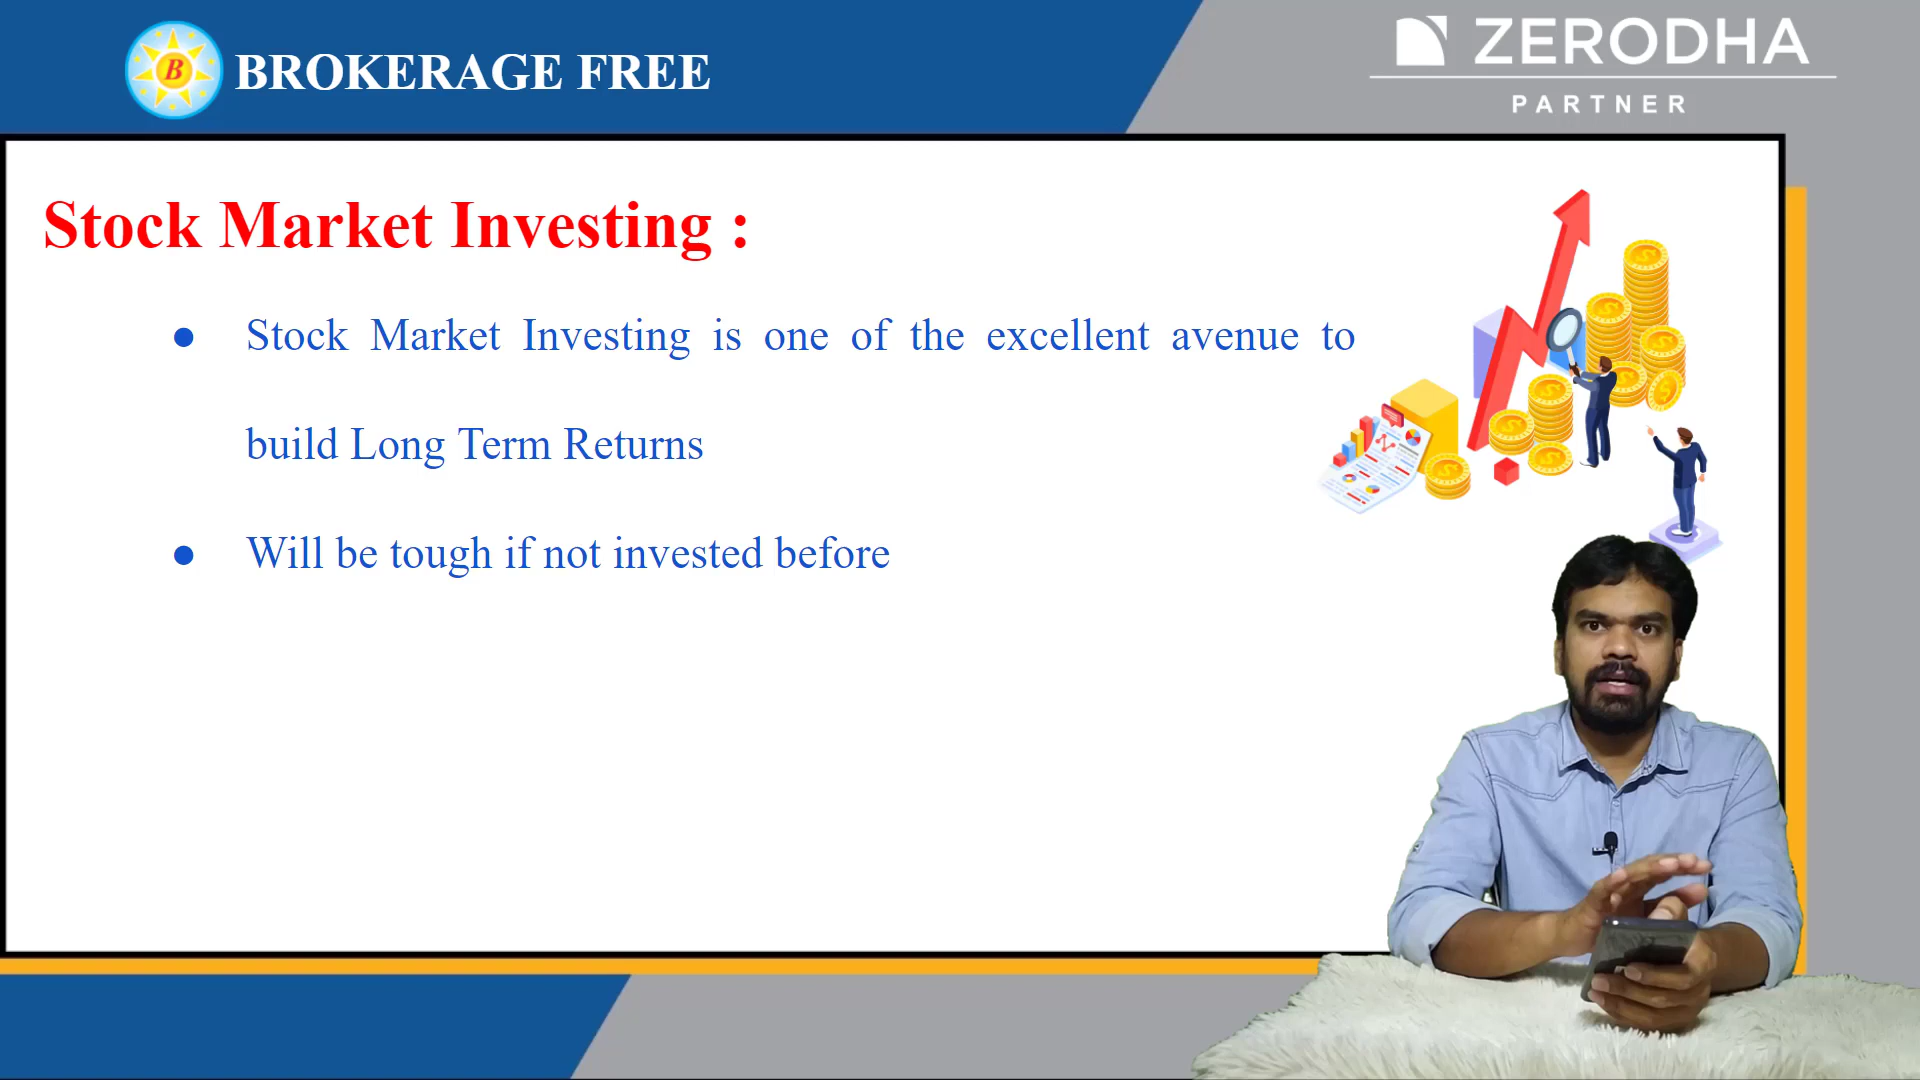 B BROKERAGE FREE
ZERODHA
PARTNER
Stock Market Investing :
● Stock Market Investing is one of the excellent avenue to
build Long Term Returns
● Will be tough if not invested before